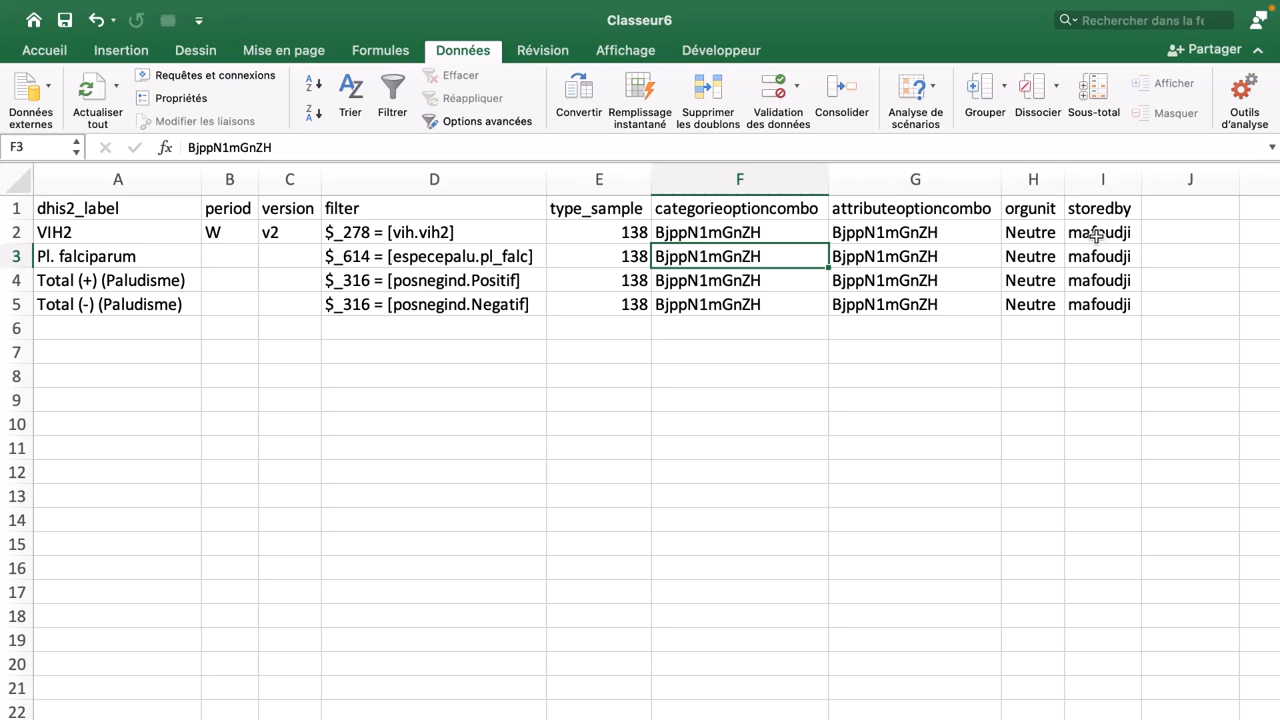 Classeur6
Rechercher dans la fe
Accueil Insertion Dessin Mise en page Formules Données Révision Affichage Développeur Partager
Données externes
Actualiser tout
Requêtes et connexions
Propriétés
Modifier les liaisons
Trier
Filtrer
Effacer
Réappliquer
Options avancées
Convertir
Remplissage instantané
Supprimer les doublons
Validation des données
Consolider
Analyse de scénarios
Grouper
Dissocier
Sous-total
Afficher
Masquer
Outils d'analyse
F3 fx BjppN1mGnZH
A B C D E F G H I J
1 dhis2_label period version filter type_sample categorieoptioncombo attributeoptioncombo orgunit storedby
2 VIH2 W v2 $_278 = [vih.vih2] 138 BjppN1mGnZH BjppN1mGnZH Neutre mafoudji
3 Pl. falciparum $_614 = [especepalu.pl_falc] 138 BjppN1mGnZH BjppN1mGnZH Neutre mafoudji
4 Total (+) (Paludisme) $_316 = [posnegind.Positif] 138 BjppN1mGnZH BjppN1mGnZH Neutre mafoudji
5 Total (-) (Paludisme) $_316 = [posnegind.Negatif] 138 BjppN1mGnZH BjppN1mGnZH Neutre mafoudji
6
7
8
9
10
11
12
13
14
15
16
17
18
19
20
21
22